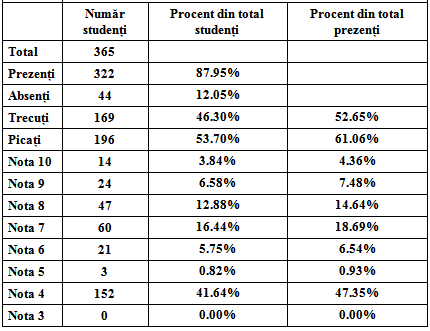 Număr studenți Procent din total studenți Procent din total prezenți
Total 365
Prezenți 322 87.95%
Absenți 44 12.05%
Trecuți 169 46.30% 52.65%
Picați 196 53.70% 61.06%
Nota 10 14 3.84% 4.36%
Nota 9 24 6.58% 7.48%
Nota 8 47 12.88% 14.64%
Nota 7 60 16.44% 18.69%
Nota 6 21 5.75% 6.54%
Nota 5 3 0.82% 0.93%
Nota 4 152 41.64% 47.35%
Nota 3 0 0.00% 0.00%